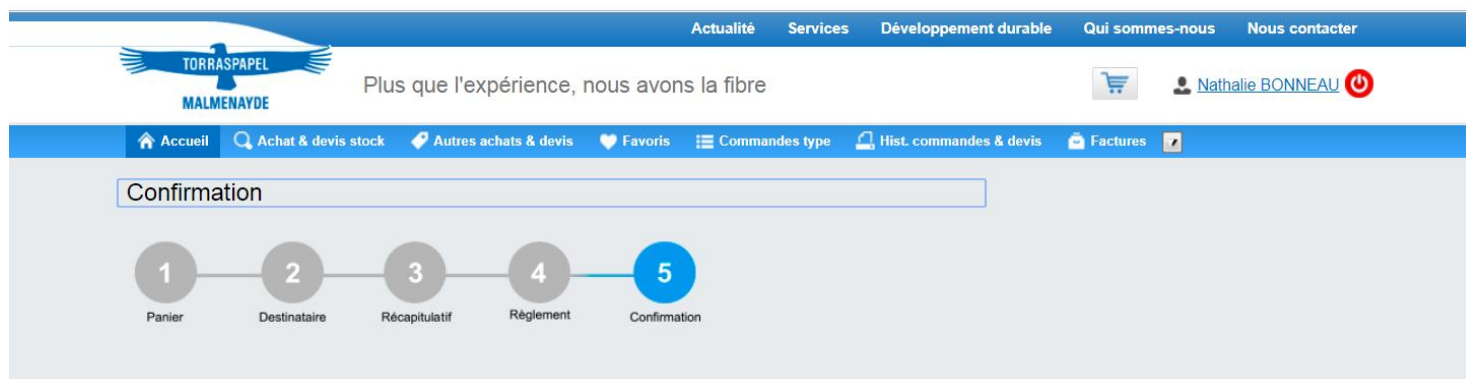 Actualité Services Développement durable Qui sommes-nous Nous contacter
TORRASPAPEL
MALMENAYDE
Plus que l'expérience, nous avons la fibre
Nathalie BONNEAU
Accueil Achat & devis stock Autres achats & devis Favoris Commandes type Hist. commandes & devis Factures
Confirmation
1 2 3 4 5
Panier Destinataire Récapitulatif Règlement Confirmation